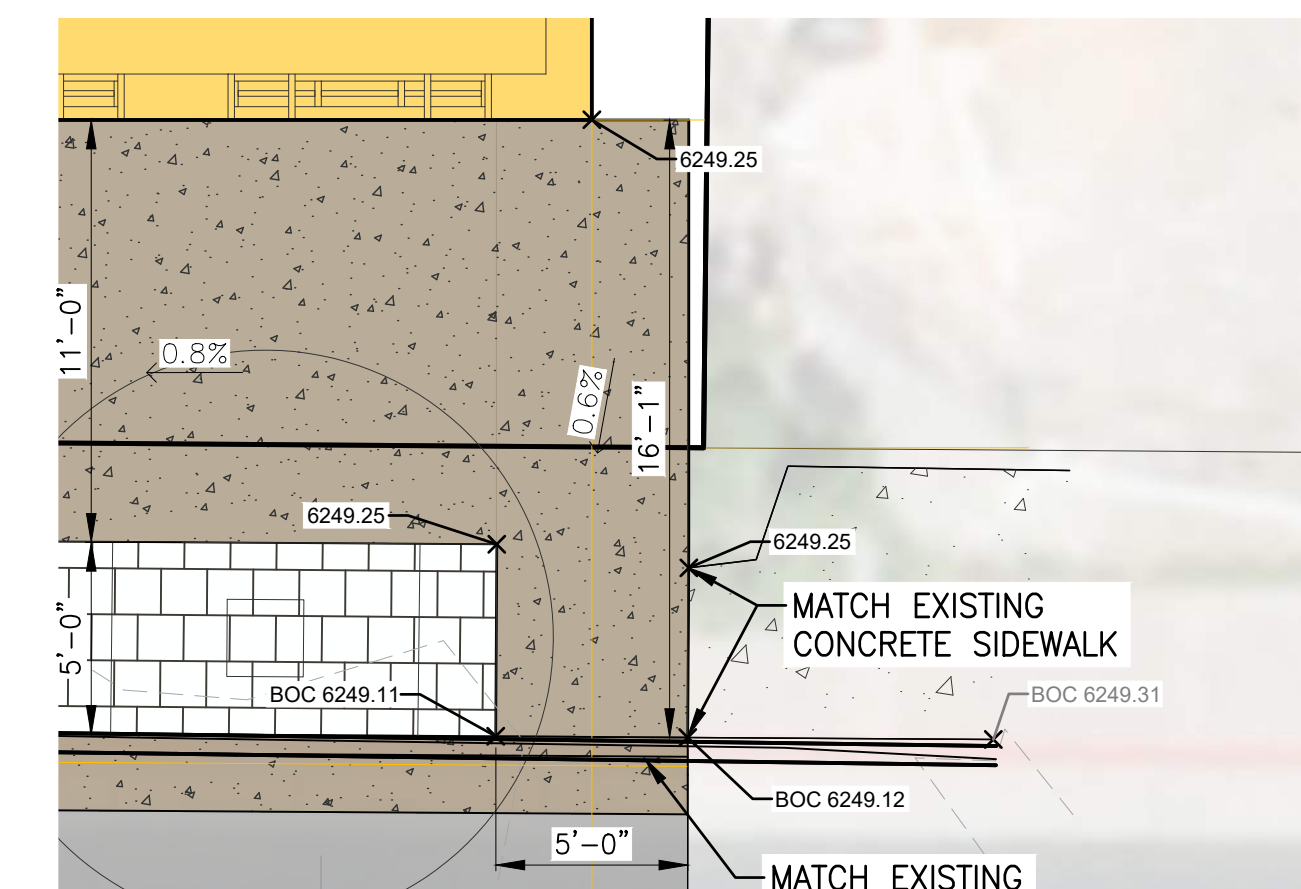 6249.25
11'-0"
0.8%
0.6%
16'-1"
6249.25
6249.25
MATCH EXISTING
CONCRETE SIDEWALK
5'-0"
BOC 6249.11
BOC 6249.31
BOC 6249.12
5'-0"
MATCH EXISTING